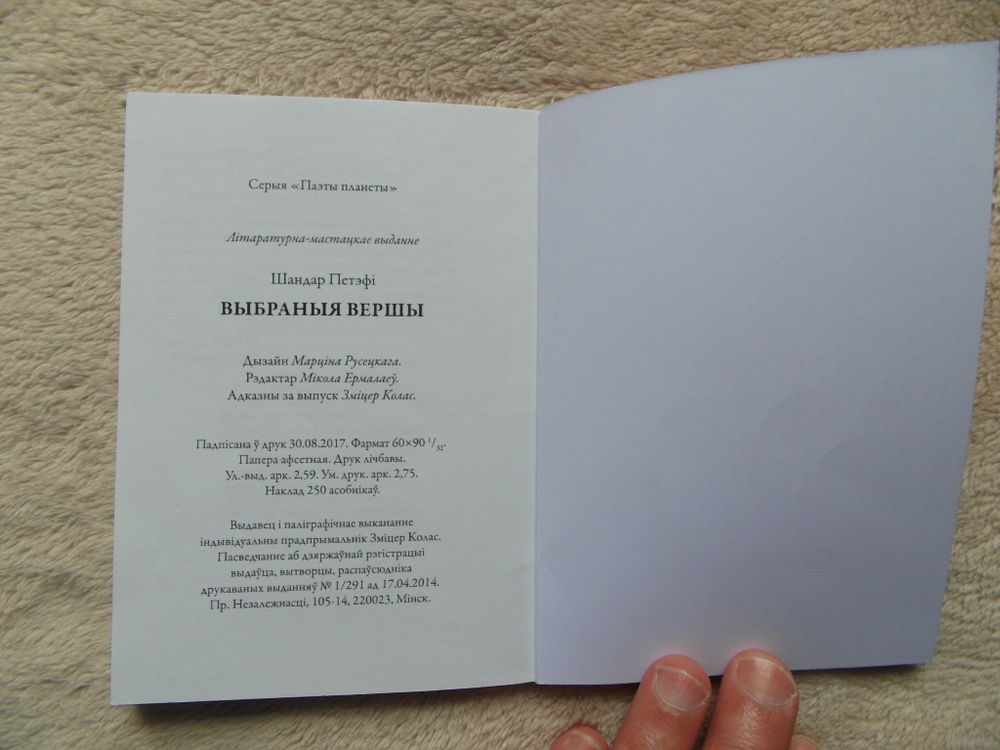 Серыя «Паэты планеты»
Літаратурна-мастацкае выданне
Шандар Петэфі
ВЫБРАНЫЯ ВЕРШЫ
Дызайн Марціна Русецкага.
Рэдактар Мікола Ермалаеў.
Адказны за выпуск Зміцер Колас.
Падпісана ў друк 30.08.2017. Фармат 60×90 1/32.
Папера афсетная. Друк лічбавы.
Ул.-выд. арк. 2,59. Ум. друк. арк. 2,75.
Наклад 250 асобнікаў.
Выдавец і паліграфічнае выкананне
індывідуальны прадпрымальнік Зміцер Колас.
Пасведчанне аб дзяржаўнай рэгістрацыі
выдаўца, вытворцы, распаўсюдніка
друкаваных выданняў № 1/291 ад 17.04.2014.
Пр. Незалежнасці, 105-14, 220023, Мінск.